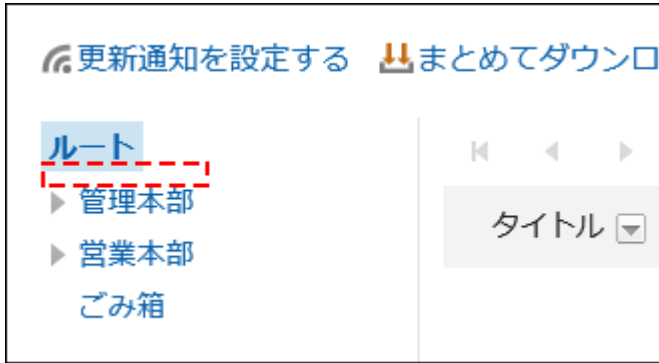 更新通知を設定する まとめてダウンロ
ルート
管理本部
営業本部
ごみ箱
タイトル